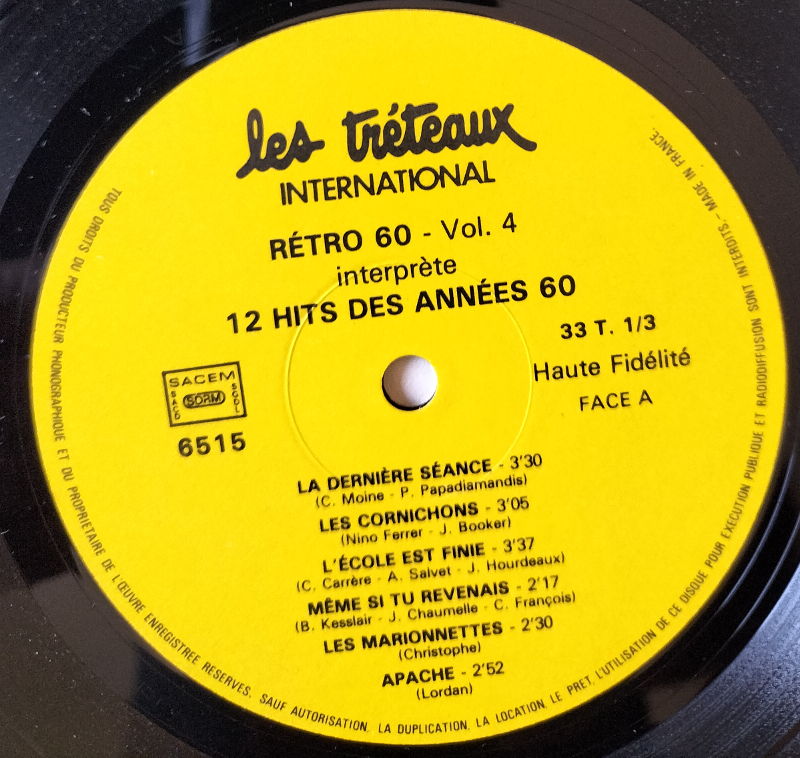 les tréteaux
INTERNATIONAL
RÉTRO 60 - Vol. 4
interprète
12 HITS DES ANNÉES 60
33 T. 1/3
Haute Fidélité
FACE A
SACEM
SACD
SDRM
SGDL
6515
LA DERNIÈRE SÉANCE - 3'30
(C. Moine - P. Papadiamandis)
LES CORNICHONS - 3'05
(Nino Ferrer - J. Booker)
L'ÉCOLE EST FINIE - 3'37
(C. Carrère - A. Salvet - J. Hourdeaux)
MÊME SI TU REVENAIS - 2'17
(B. Kesslair - J. Chaumelle - C. François)
LES MARIONNETTES - 2'30
(Christophe)
APACHE - 2'52
(Lordan)
TOUS DROITS DU PRODUCTEUR PHONOGRAPHIQUE ET DU PROPRIETAIRE DE L'ŒUVRE ENREGISTREE RESERVES. SAUF AUTORISATION, LA DUPLICATION, LA LOCATION, LE PRET, L'UTILISATION DE CE DISQUE POUR EXECUTION PUBLIQUE ET RADIODIFFUSION SONT INTERDITS. - MADE IN FRANCE.